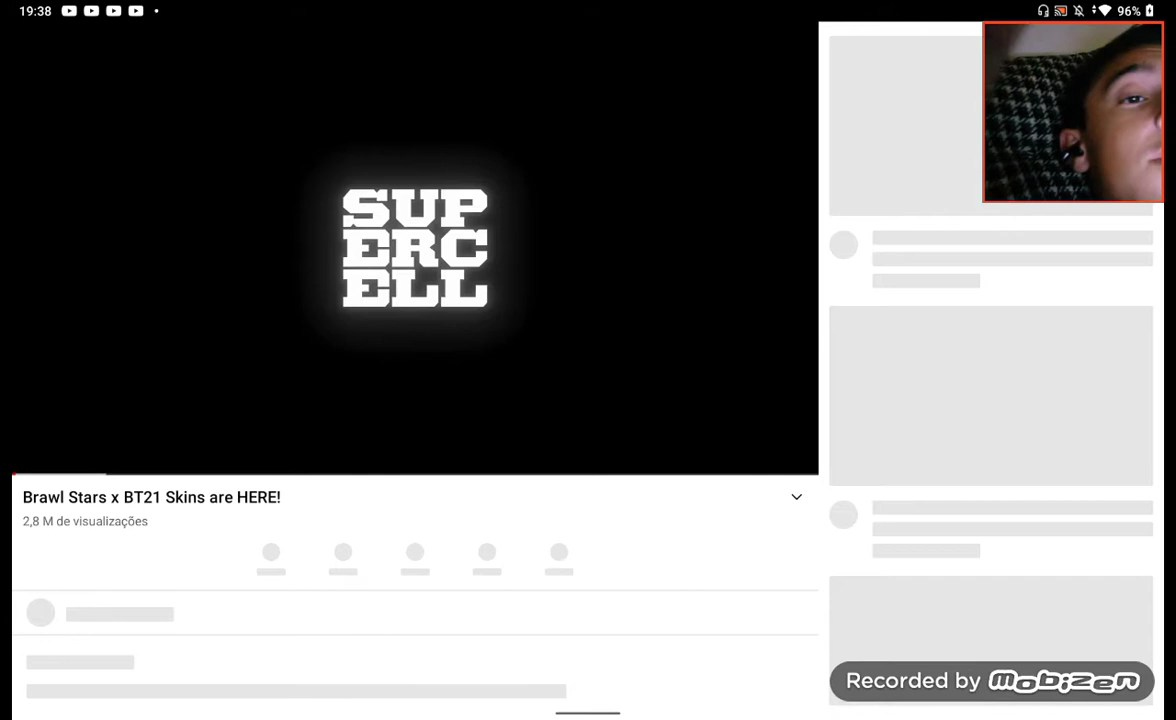 19:38
96%
SUP
ERC
ELL
Brawl Stars x BT21 Skins are HERE!
2,8 M de visualizações
Recorded by mobizen